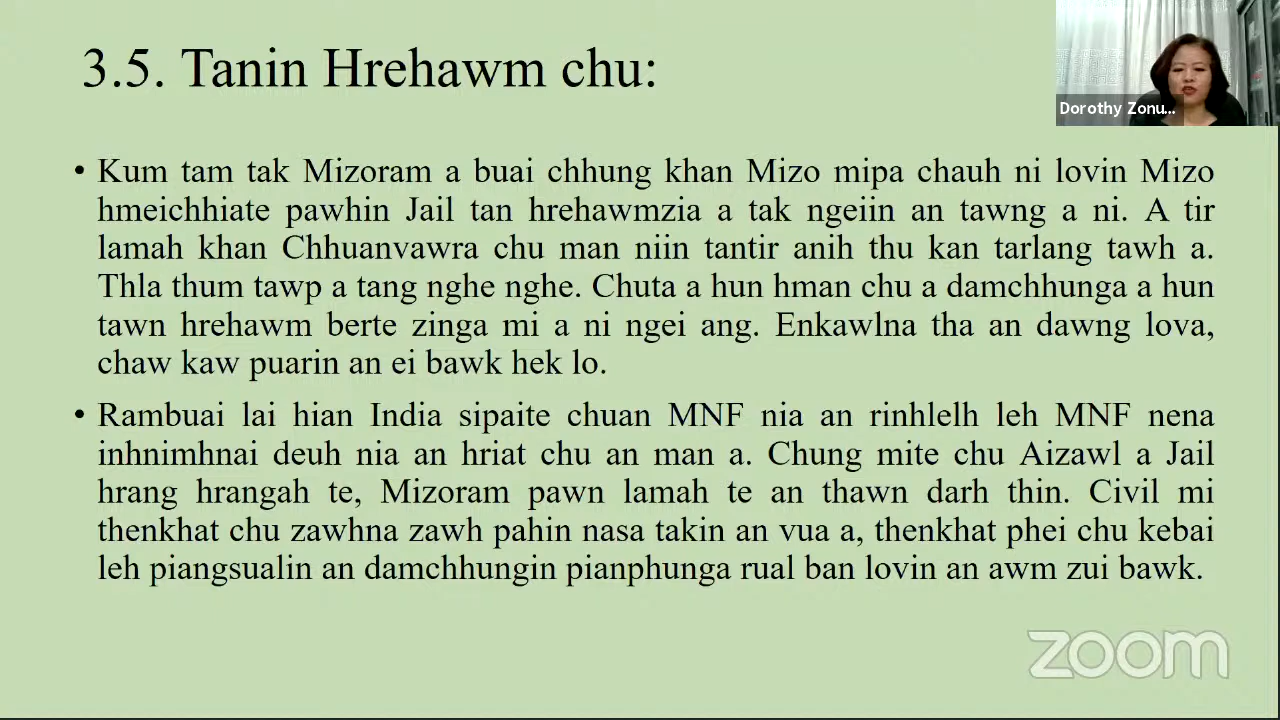 3.5. Tanin Hrehawm chu:
Dorothy Zonu...
• Kum tam tak Mizoram a buai chhung khan Mizo mipa chauh ni lovin Mizo
hmeichhiate pawhin Jail tan hrehawmzia a tak ngeiin an tawng a ni. A tir
lamah khan Chhuanvawra chu man niin tantir anih thu kan tarlang tawh a.
Thla thum tawp a tang nghe nghe. Chuta a hun hman chu a damchhunga a hun
tawn hrehawm berte zinga mi a ni ngei ang. Enkawlna tha an dawng lova,
chaw kaw puarin an ei bawk hek lo.
• Rambuai lai hian India sipaite chuan MNF nia an rinhlelh leh MNF nena
inhnimhnai deuh nia an hriat chu an man a. Chung mite chu Aizawl a Jail
hrang hrangah te, Mizoram pawn lamah te an thawn darh thin. Civil mi
thenkhat chu zawhna zawh pahin nasa takin an vua a, thenkhat phei chu kebai
leh piangsualin an damchhungin pianphunga rual ban lovin an awm zui bawk.
zoom